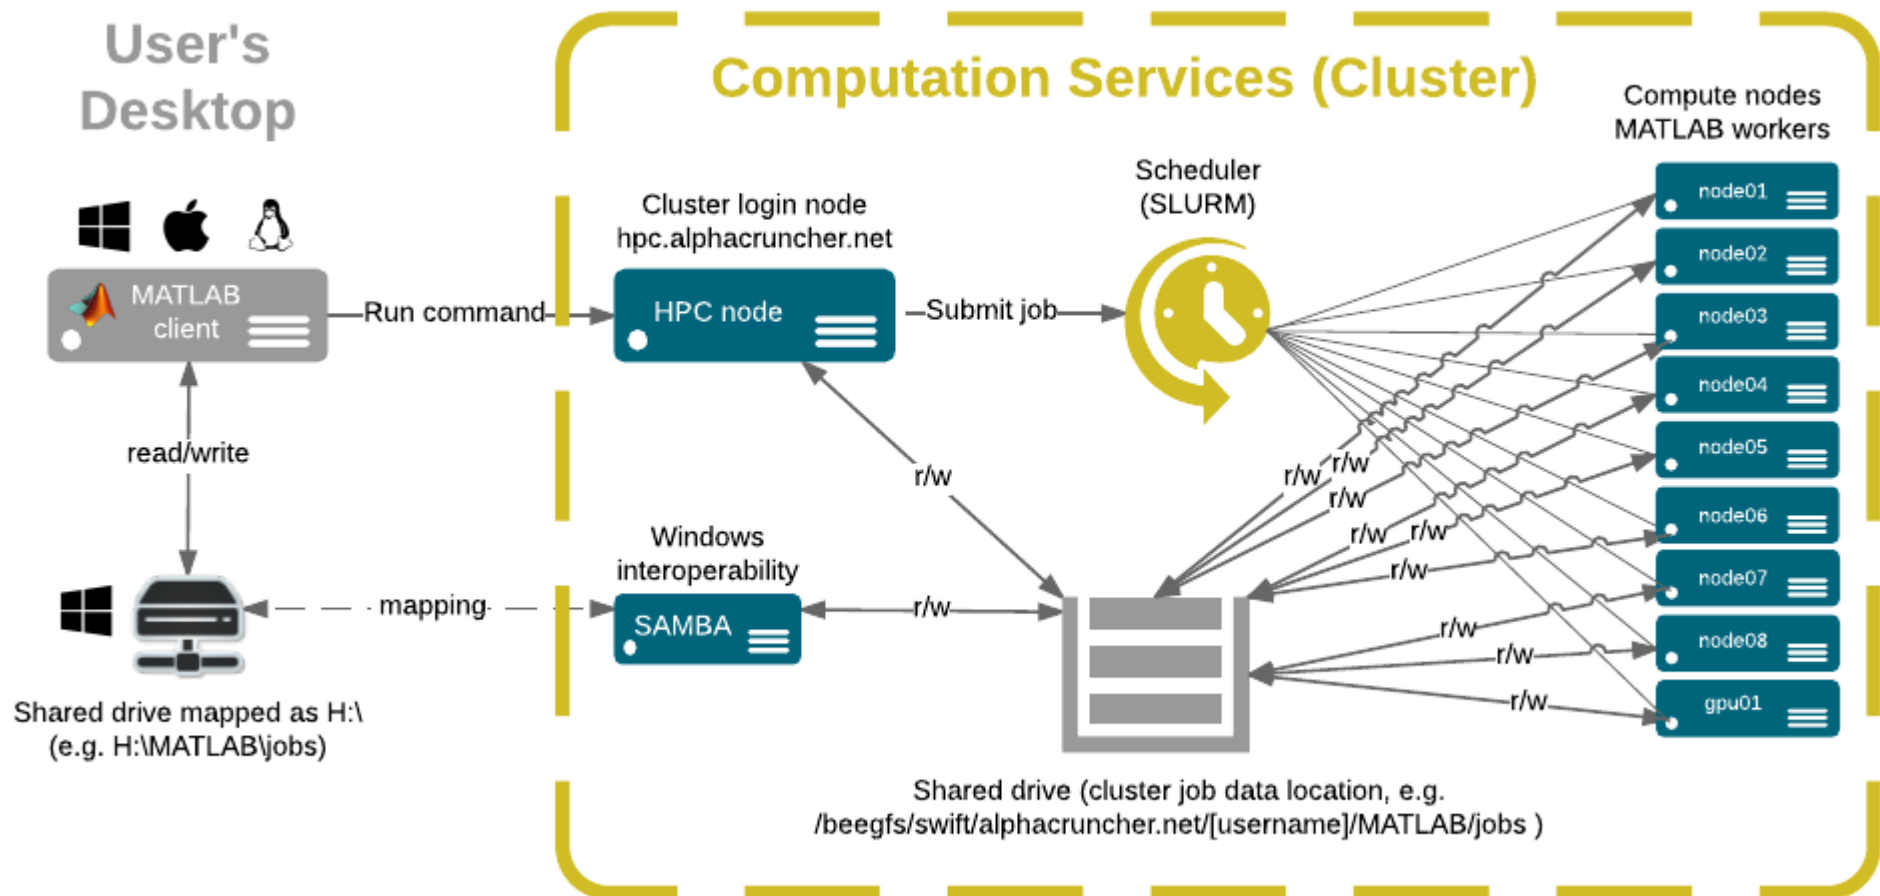 User's
Desktop
Computation Services (Cluster)
Compute nodes
MATLAB workers
Scheduler
(SLURM)
Cluster login node
hpc.alphacruncher.net
MATLAB
client
Run command
HPC node
Submit job
node01
node02
node03
node04
node05
node06
node07
node08
gpu01
read/write
r/w
r/w
r/w
r/w
r/w
r/w
r/w
r/w
r/w
r/w
Windows
interoperability
mapping
SAMBA
r/w
Shared drive mapped as H:\
(e.g. H:\MATLAB\jobs)
Shared drive (cluster job data location, e.g.
/beegfs/swift/alphacruncher.net/[username]/MATLAB/jobs )